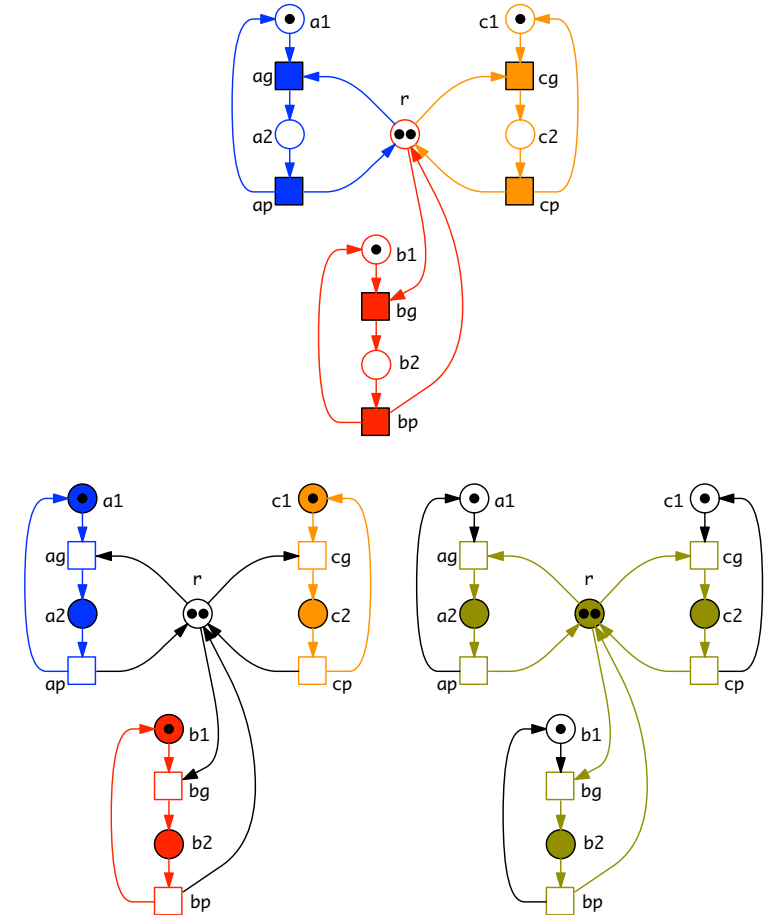 a1 c1
ag cg
r
a2 c2
ap cp
b1
bg
b2
bp
a1 c1 a1 c1
ag cg ag cg
r r
a2 c2 a2 c2
ap cp ap cp
b1 b1
bg bg
b2 b2
bp bp